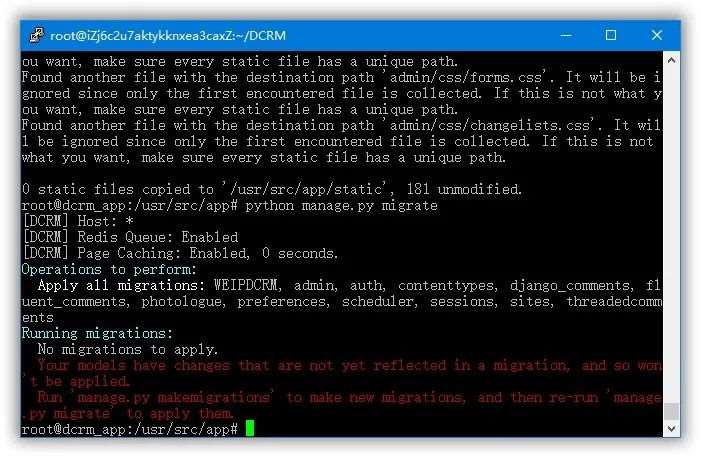 root@iZj6c2u7aktykknxea3caxZ:~/DCRM
ou want, make sure every static file has a unique path.
Found another file with the destination path 'admin/css/forms.css'. It will be i
gnored since only the first encountered file is collected. If this is not what y
ou want, make sure every static file has a unique path.
Found another file with the destination path 'admin/css/changelists.css'. It wil
l be ignored since only the first encountered file is collected. If this is not
what you want, make sure every static file has a unique path.
0 static files copied to '/usr/src/app/static', 181 unmodified.
root@dcrm_app:/usr/src/app# python manage.py migrate
[DCRM] Host: *
[DCRM] Redis Queue: Enabled
[DCRM] Page Caching: Enabled, 0 seconds.
Operations to perform:
Apply all migrations: WEIPDCRM, admin, auth, contenttypes, django_comments, fl
uent_comments, photologue, preferences, scheduler, sessions, sites, threadedcomm
ents
Running migrations:
No migrations to apply.
Your models have changes that are not yet reflected in a migration, and so won
't be applied.
Run 'manage.py makemigrations' to make new migrations, and then re-run 'manage
.py migrate' to apply them.
root@dcrm_app:/usr/src/app#